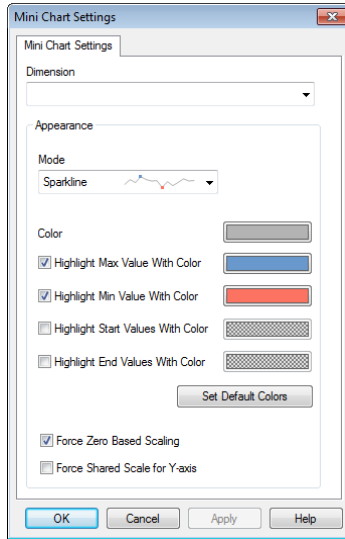 Mini Chart Settings
Mini Chart Settings
Dimension
Appearance
Mode
Sparkline
Color
Highlight Max Value With Color
Highlight Min Value With Color
Highlight Start Values With Color
Highlight End Values With Color
Set Default Colors
Force Zero Based Scaling
Force Shared Scale for Y-axis
OK Cancel Apply Help